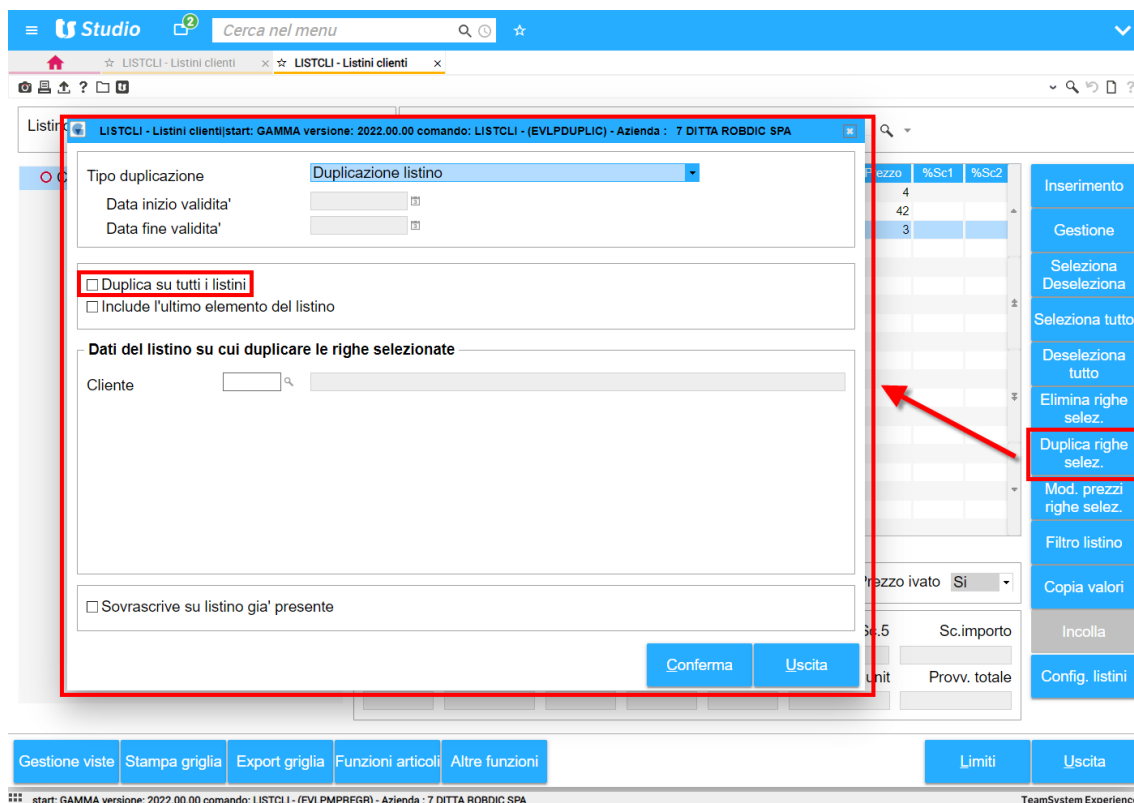 Studio 2 Cerca nel menu
LISTCLI - Listini clienti × LISTCLI - Listini clienti ×
LISTCLI - Listini clienti|start: GAMMA versione: 2022.00.00 comando: LISTCLI - (EVLPDUPLIC) - Azienda : 7 DITTA ROBDIC SPA
Tipo duplicazione Duplicazione listino
Data inizio validita'
Data fine validita'
Duplica su tutti i listini
Include l'ultimo elemento del listino
Dati del listino su cui duplicare le righe selezionate
Cliente
Sovrascrive su listino gia' presente
Conferma Uscita
%Sc1 %Sc2
4
42
3
Prezzo ivato Si
Sc.5 Sc.importo
unit Provv. totale
Inserimento
Gestione
Seleziona
Deseleziona
Seleziona tutto
Deseleziona
tutto
Elimina righe
selez.
Duplica righe
selez.
Mod. prezzi
righe selez.
Filtro listino
Copia valori
Incolla
Config. listini
Gestione viste Stampa griglia Export griglia Funzioni articoli Altre funzioni Limiti Uscita
start: GAMMA versione: 2022.00.00 comando: LISTCLI - (EVLPMPREGB) - Azienda : 7 DITTA ROBDIC SPA TeamSystem Experience